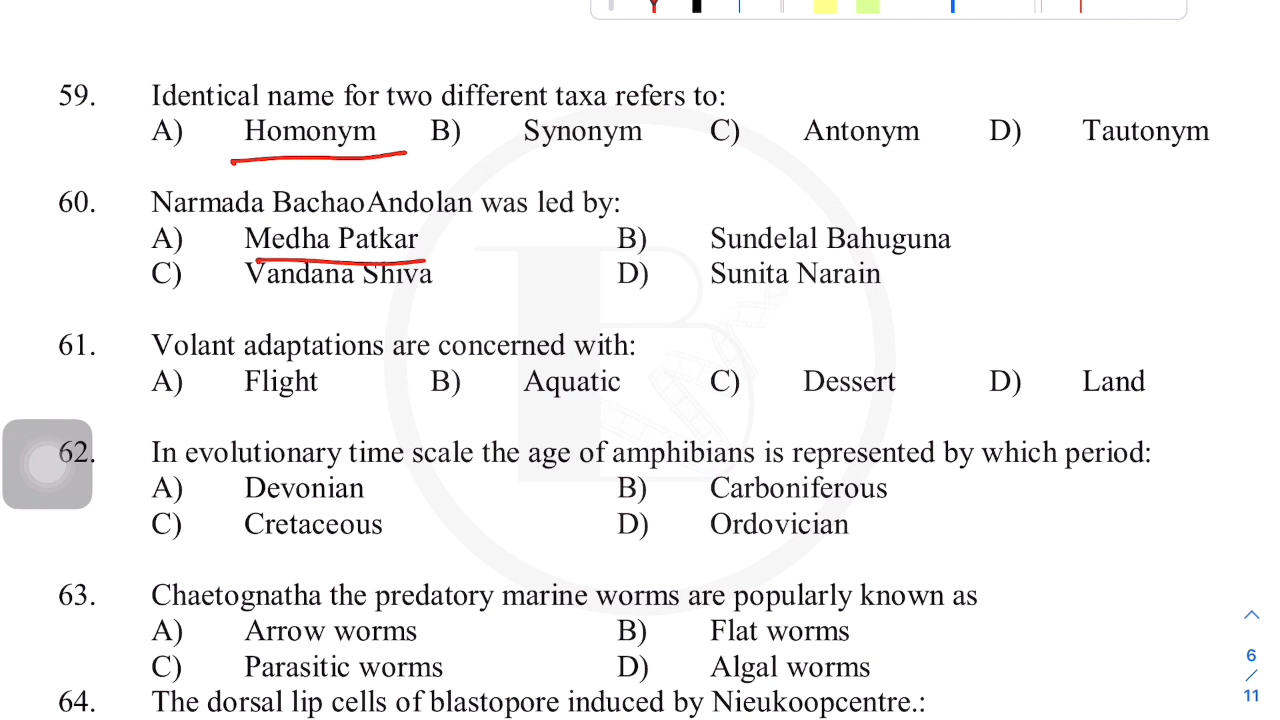 59. Identical name for two different taxa refers to:
A) Homonym B) Synonym C) Antonym D) Tautonym
60. Narmada Bachao Andolan was led by:
A) Medha Patkar B) Sundelal Bahuguna
C) Vandana Shiva D) Sunita Narain
61. Volant adaptations are concerned with:
A) Flight B) Aquatic C) Dessert D) Land
62. In evolutionary time scale the age of amphibians is represented by which period:
A) Devonian B) Carboniferous
C) Cretaceous D) Ordovician
63. Chaetognatha the predatory marine worms are popularly known as
A) Arrow worms B) Flat worms
C) Parasitic worms D) Algal worms
64. The dorsal lip cells of blastopore induced by Nieukoopcentre.:
6
/
11